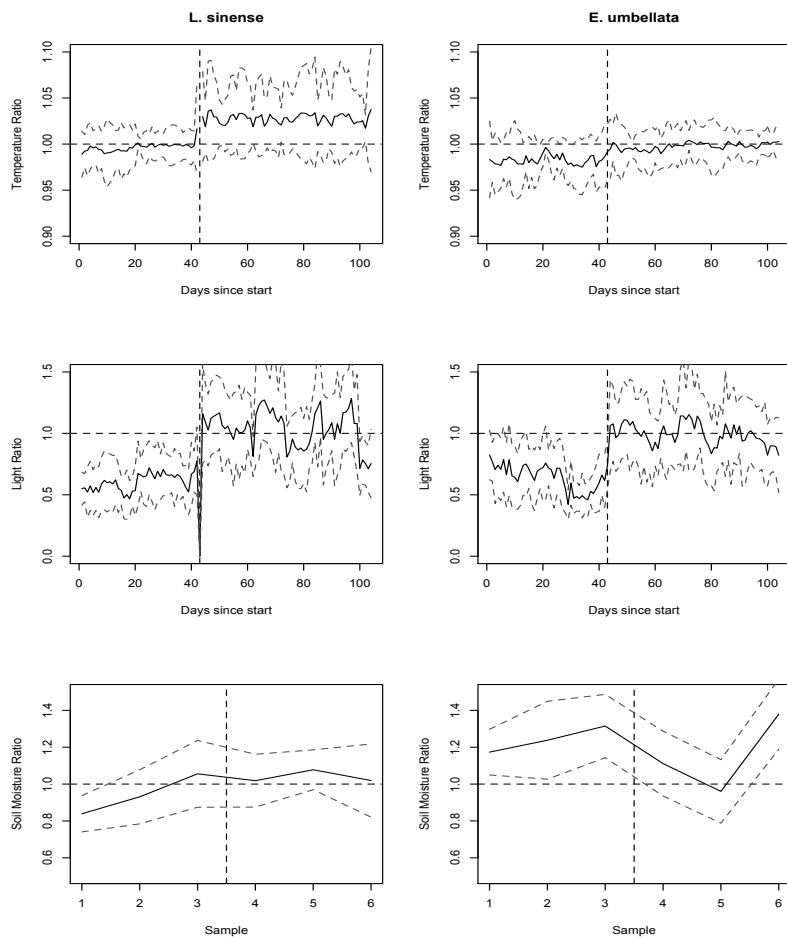 L. sinense
E. umbellata
Temperature Ratio
0.90 0.95 1.00 1.05 1.10
0 20 40 60 80 100
Days since start
Temperature Ratio
0.90 0.95 1.00 1.05 1.10
0 20 40 60 80 100
Days since start
Light Ratio
0.0 0.5 1.0 1.5
0 20 40 60 80 100
Days since start
Light Ratio
0.0 0.5 1.0 1.5
0 20 40 60 80 100
Days since start
Soil Moisture Ratio
0.6 0.8 1.0 1.2 1.4
1 2 3 4 5 6
Sample
Soil Moisture Ratio
0.6 0.8 1.0 1.2 1.4
1 2 3 4 5 6
Sample